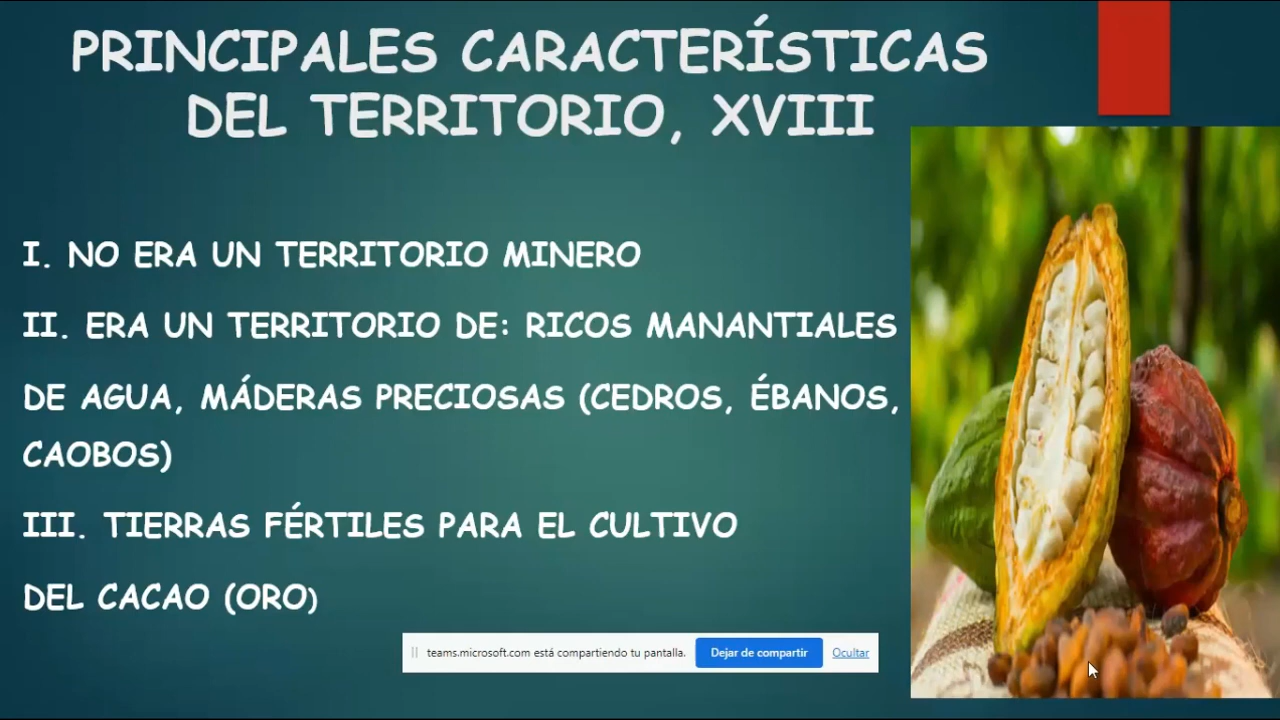 PRINCIPALES CARACTERÍSTICAS
DEL TERRITORIO, XVIII
I. NO ERA UN TERRITORIO MINERO
II. ERA UN TERRITORIO DE: RICOS MANANTIALES
DE AGUA, MÁDERAS PRECIOSAS (CEDROS, ÉBANOS,
CAOBOS)
III. TIERRAS FÉRTILES PARA EL CULTIVO
DEL CACAO (ORO)
teams.microsoft.com está compartiendo tu pantalla. Dejar de compartir Ocultar